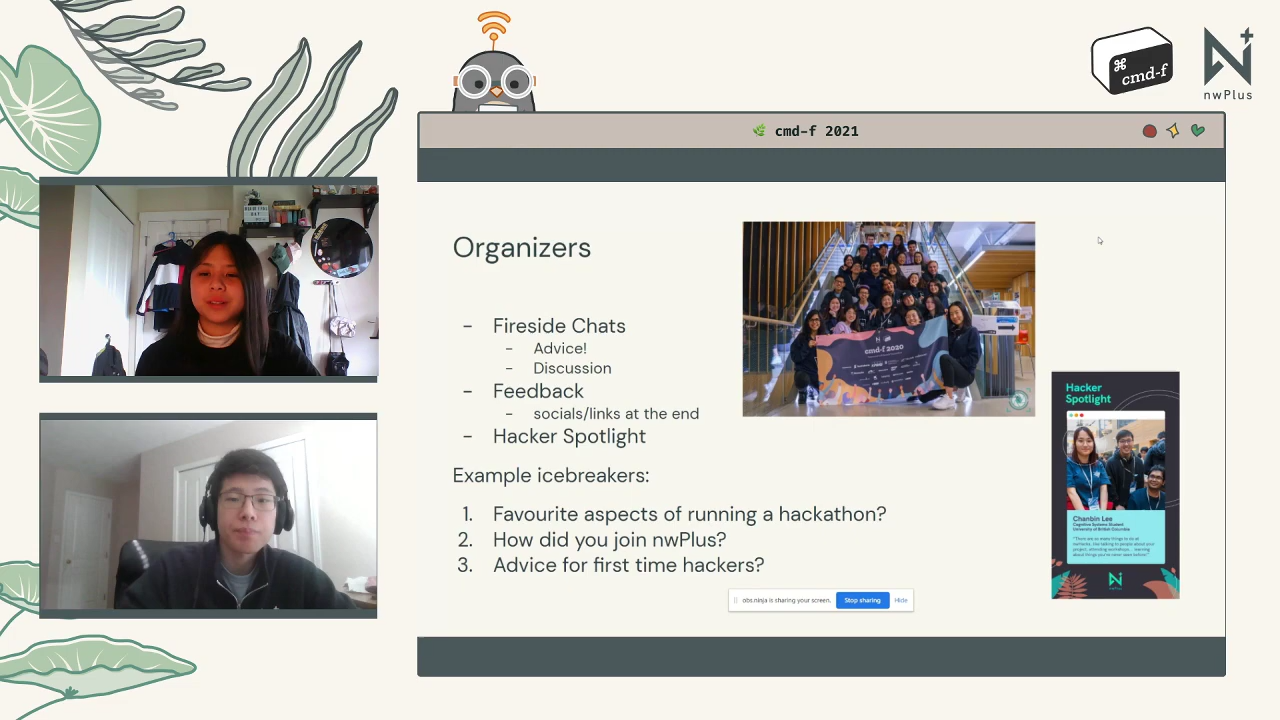 cmd-f
nwPlus
cmd-f 2021
Organizers
- Fireside Chats
- Advice!
- Discussion
- Feedback
- socials/links at the end
- Hacker Spotlight
Example icebreakers:
1. Favourite aspects of running a hackathon?
2. How did you join nwPlus?
3. Advice for first time hackers?
cmd-f 2020
Hacker
Spotlight
Chanbin Lee
Cognitive Systems Student
University of British Columbia
obs.ninja is sharing your screen.
Stop sharing
Hide